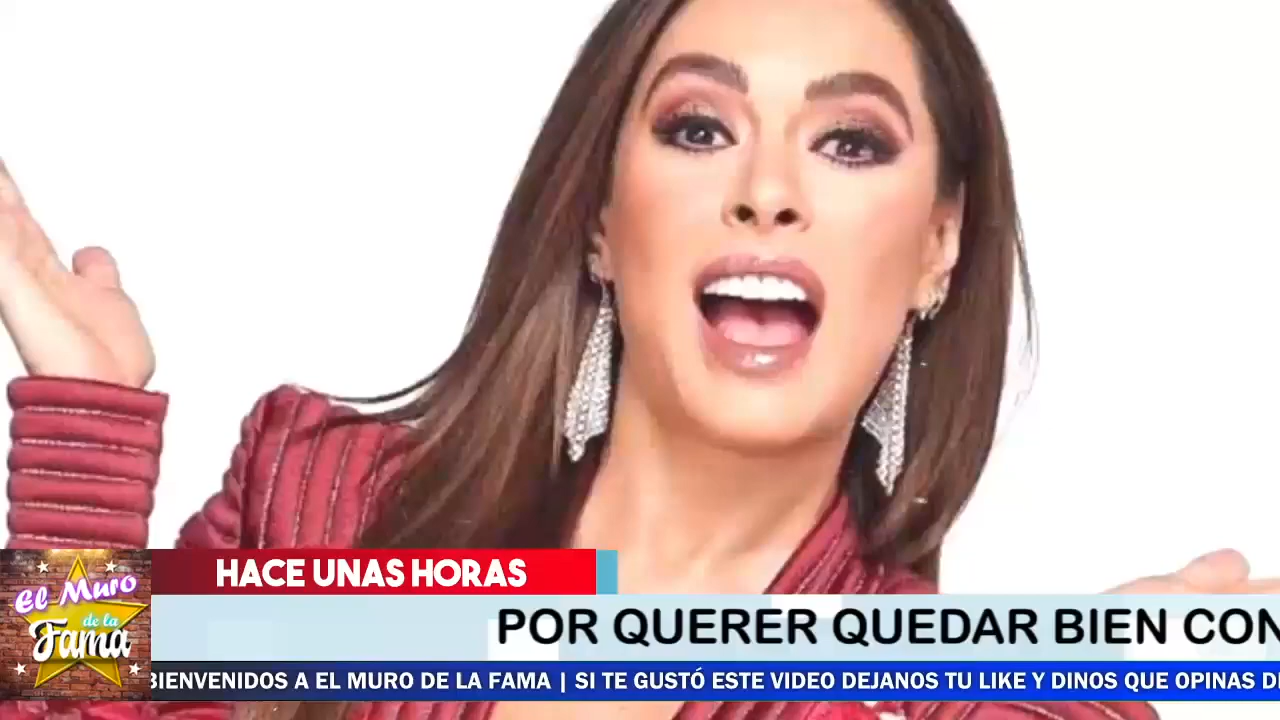 HACE UNAS HORAS
El Muro
de la
Fama
POR QUERER QUEDAR BIEN CON
BIENVENIDOS A EL MURO DE LA FAMA | SI TE GUSTÓ ESTE VIDEO DEJANOS TU LIKE Y DINOS QUE OPINAS D